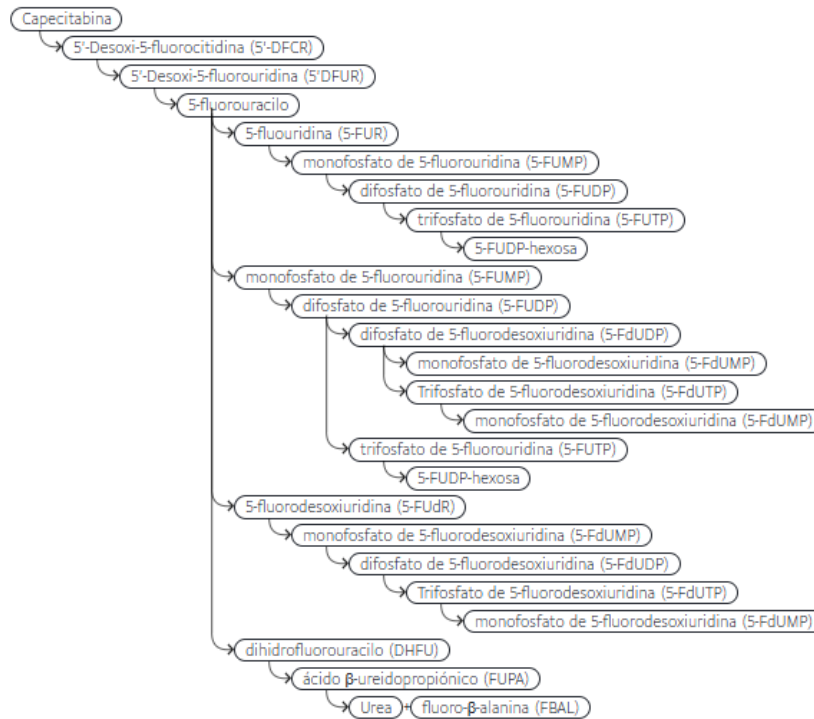 Capecitabina
5'-Desoxi-5-fluorocitidina (5'-DFCR)
5'-Desoxi-5-fluorouridina (5'DFUR)
5-fluorouracilo
5-fluouridina (5-FUR)
monofosfato de 5-fluorouridina (5-FUMP)
difosfato de 5-fluorouridina (5-FUDP)
trifosfato de 5-fluorouridina (5-FUTP)
5-FUDP-hexosa
monofosfato de 5-fluorouridina (5-FUMP)
difosfato de 5-fluorouridina (5-FUDP)
difosfato de 5-fluorodesoxiuridina (5-FdUDP)
monofosfato de 5-fluorodesoxiuridina (5-FdUMP)
Trifosfato de 5-fluorodesoxiuridina (5-FdUTP)
monofosfato de 5-fluorodesoxiuridina (5-FdUMP)
trifosfato de 5-fluorouridina (5-FUTP)
5-FUDP-hexosa
5-fluorodesoxiuridina (5-FUdR)
monofosfato de 5-fluorodesoxiuridina (5-FdUMP)
difosfato de 5-fluorodesoxiuridina (5-FdUDP)
Trifosfato de 5-fluorodesoxiuridina (5-FdUTP)
monofosfato de 5-fluorodesoxiuridina (5-FdUMP)
dihidrofluorouracilo (DHFU)
ácido β-ureidopropiónico (FUPA)
Urea + fluoro-β-alanina (FBAL)